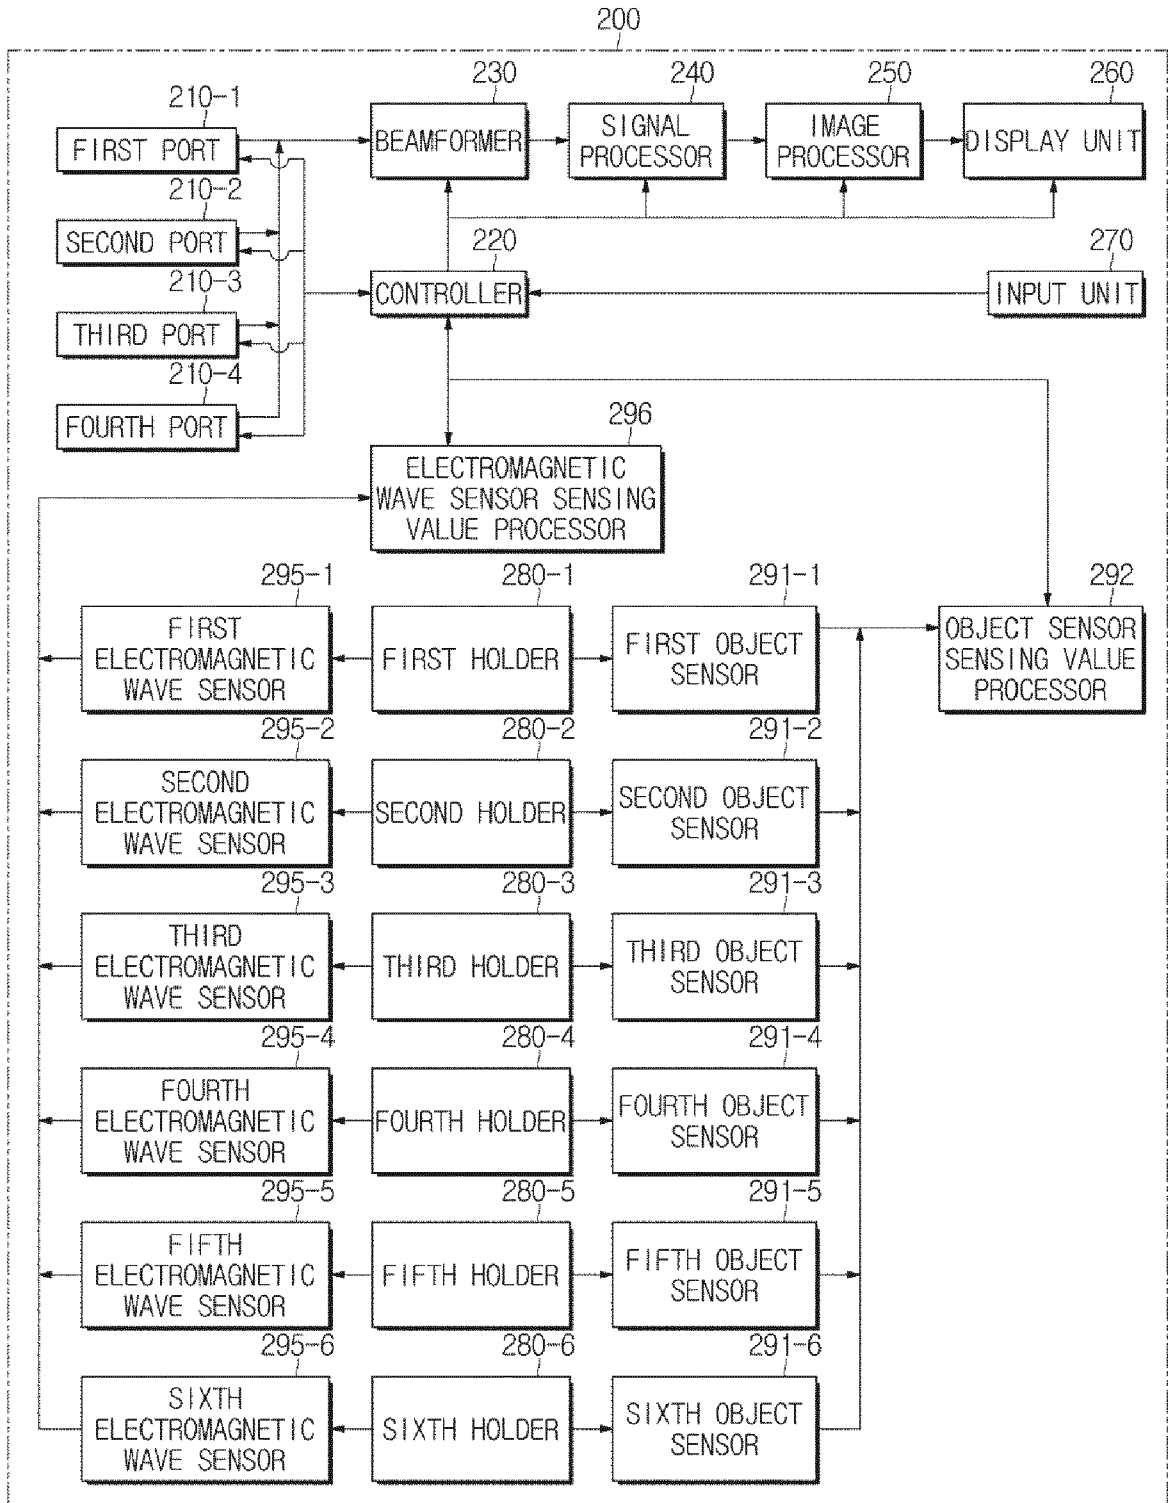 200
210-1
230
240
250
260
FIRST PORT
BEAMFORMER
SIGNAL
PROCESSOR
IMAGE
PROCESSOR
DISPLAY UNIT
210-2
SECOND PORT
220
270
210-3
CONTROLLER
INPUT UNIT
THIRD PORT
210-4
FOURTH PORT
296
ELECTROMAGNETIC
WAVE SENSOR SENSING
VALUE PROCESSOR
295-1
280-1
291-1
292
FIRST
ELECTROMAGNETIC
WAVE SENSOR
FIRST HOLDER
FIRST OBJECT
SENSOR
OBJECT SENSOR
SENSING VALUE
PROCESSOR
295-2
280-2
291-2
SECOND
ELECTROMAGNETIC
WAVE SENSOR
SECOND HOLDER
SECOND OBJECT
SENSOR
295-3
280-3
291-3
THIRD
ELECTROMAGNETIC
WAVE SENSOR
THIRD HOLDER
THIRD OBJECT
SENSOR
295-4
280-4
291-4
FOURTH
ELECTROMAGNETIC
WAVE SENSOR
FOURTH HOLDER
FOURTH OBJECT
SENSOR
295-5
280-5
291-5
FIFTH
ELECTROMAGNETIC
WAVE SENSOR
FIFTH HOLDER
FIFTH OBJECT
SENSOR
295-6
280-6
291-6
SIXTH
ELECTROMAGNETIC
WAVE SENSOR
SIXTH HOLDER
SIXTH OBJECT
SENSOR